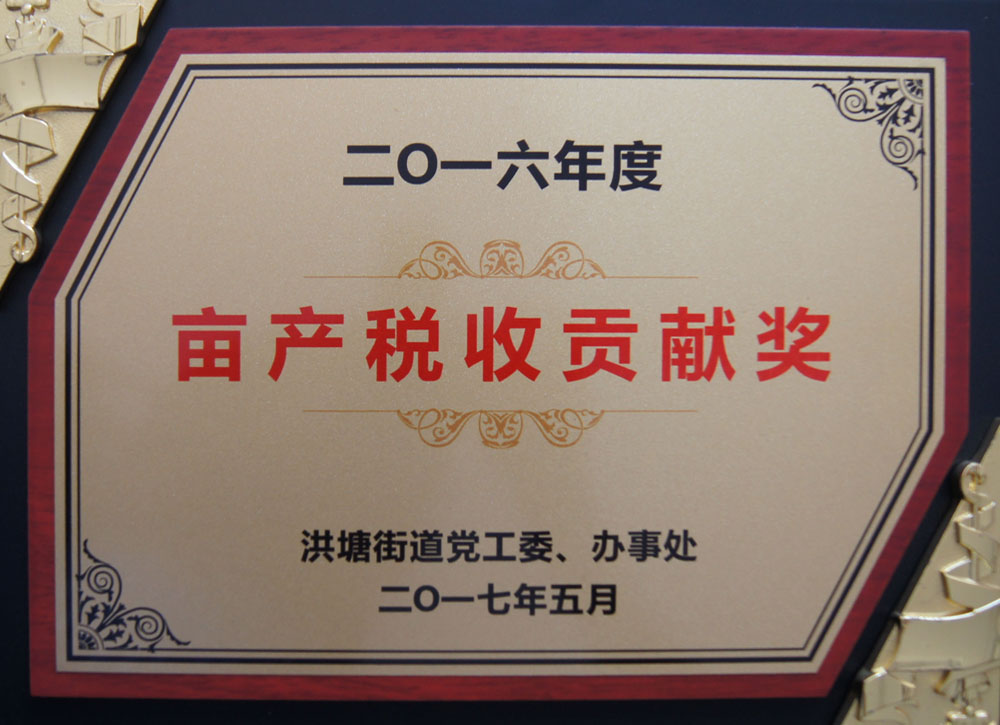 二O一六年度
亩产税收贡献奖
洪塘街道党工委、办事处
二O一七年五月